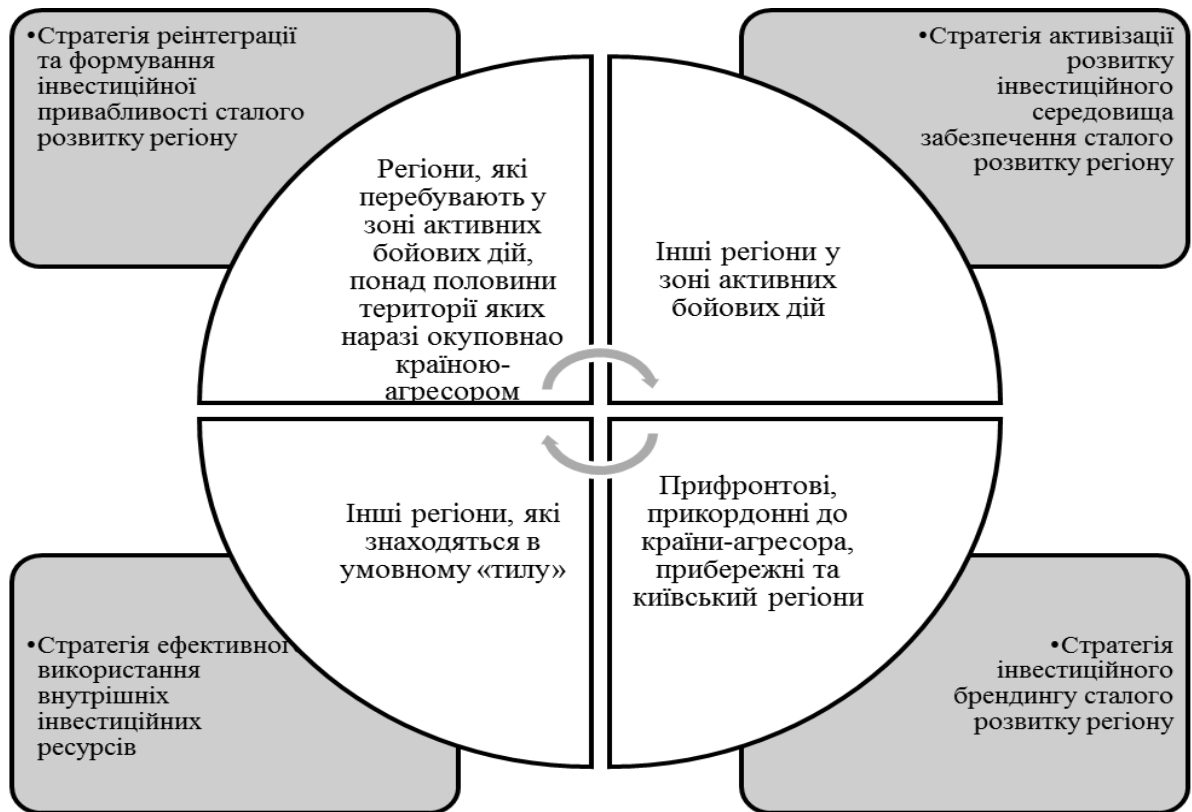 •Стратегія реінтеграції
та формування
інвестиційної
привабливості сталого
розвитку регіону
•Стратегія активізації
розвитку
інвестиційного
середовища
забезпечення сталого
розвитку регіону
Регіони, які
перебувають у
зоні активних
бойових дій,
понад половини
території яких
наразі окуповнао
країною-
агресором
Інші регіони у
зоні активних
бойових дій
Інші регіони, які
знаходяться в
умовному «тилу»
Прифронтові,
прикордонні до
країни-агресора,
прибережні та
київський регіони
•Стратегія ефективного
використання
внутрішніх
інвестиційних
ресурсів
•Стратегія
інвестиційного
брендингу сталого
розвитку регіону